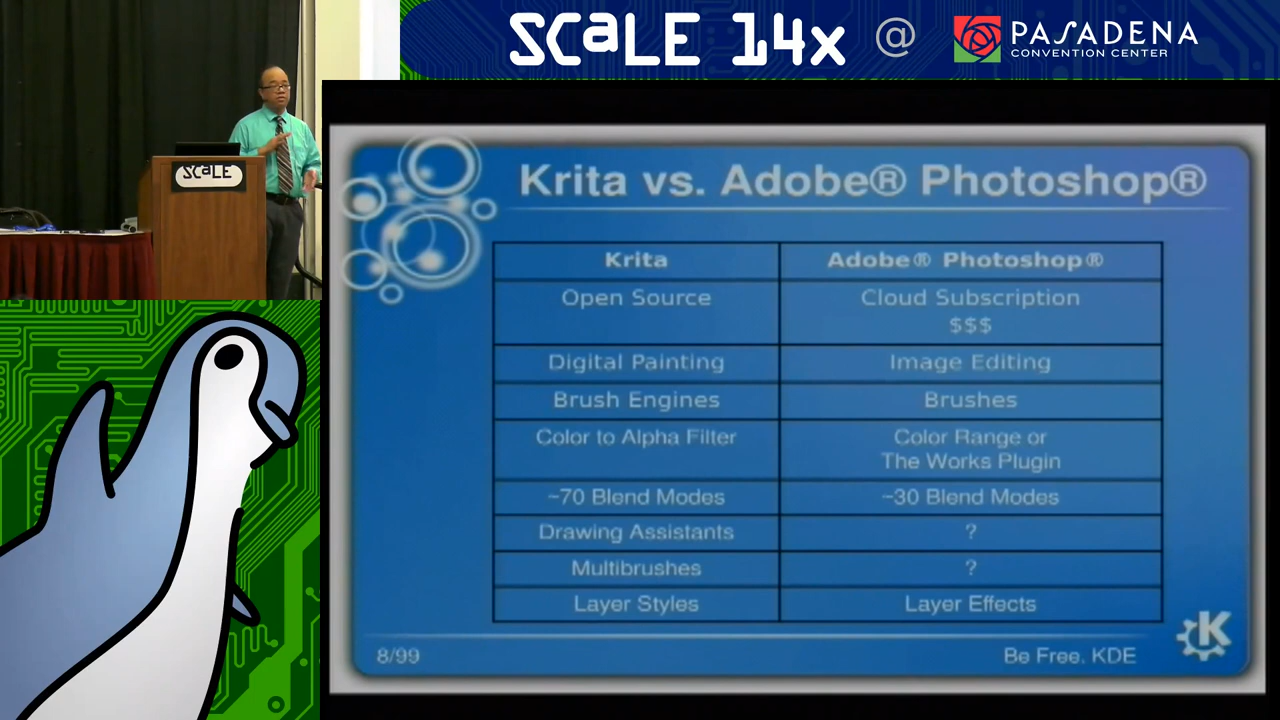 SCALE 14x @ PASADENA
CONVENTION CENTER
SCALE
Krita vs. Adobe® Photoshop®
Krita Adobe® Photoshop®
Open Source Cloud Subscription
$$$
Digital Painting Image Editing
Brush Engines Brushes
Color to Alpha Filter Color Range or
The Works Plugin
~70 Blend Modes ~30 Blend Modes
Drawing Assistants ?
Multibrushes ?
Layer Styles Layer Effects
8/99 Be Free. KDE
K